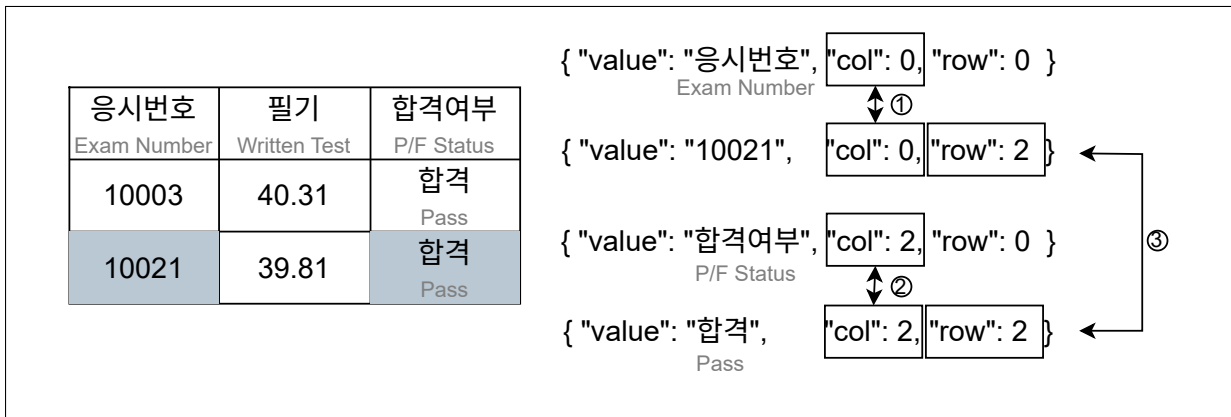 응시번호 필기 합격여부
Exam Number Written Test P/F Status
10003 40.31 합격
Pass
10021 39.81 합격
Pass
{ "value": "응시번호", "col": 0, "row": 0 }
Exam Number
①
{ "value": "10021", "col": 0, "row": 2 }
{ "value": "합격여부", "col": 2, "row": 0 }
P/F Status
②
{ "value": "합격", "col": 2, "row": 2 }
Pass
③